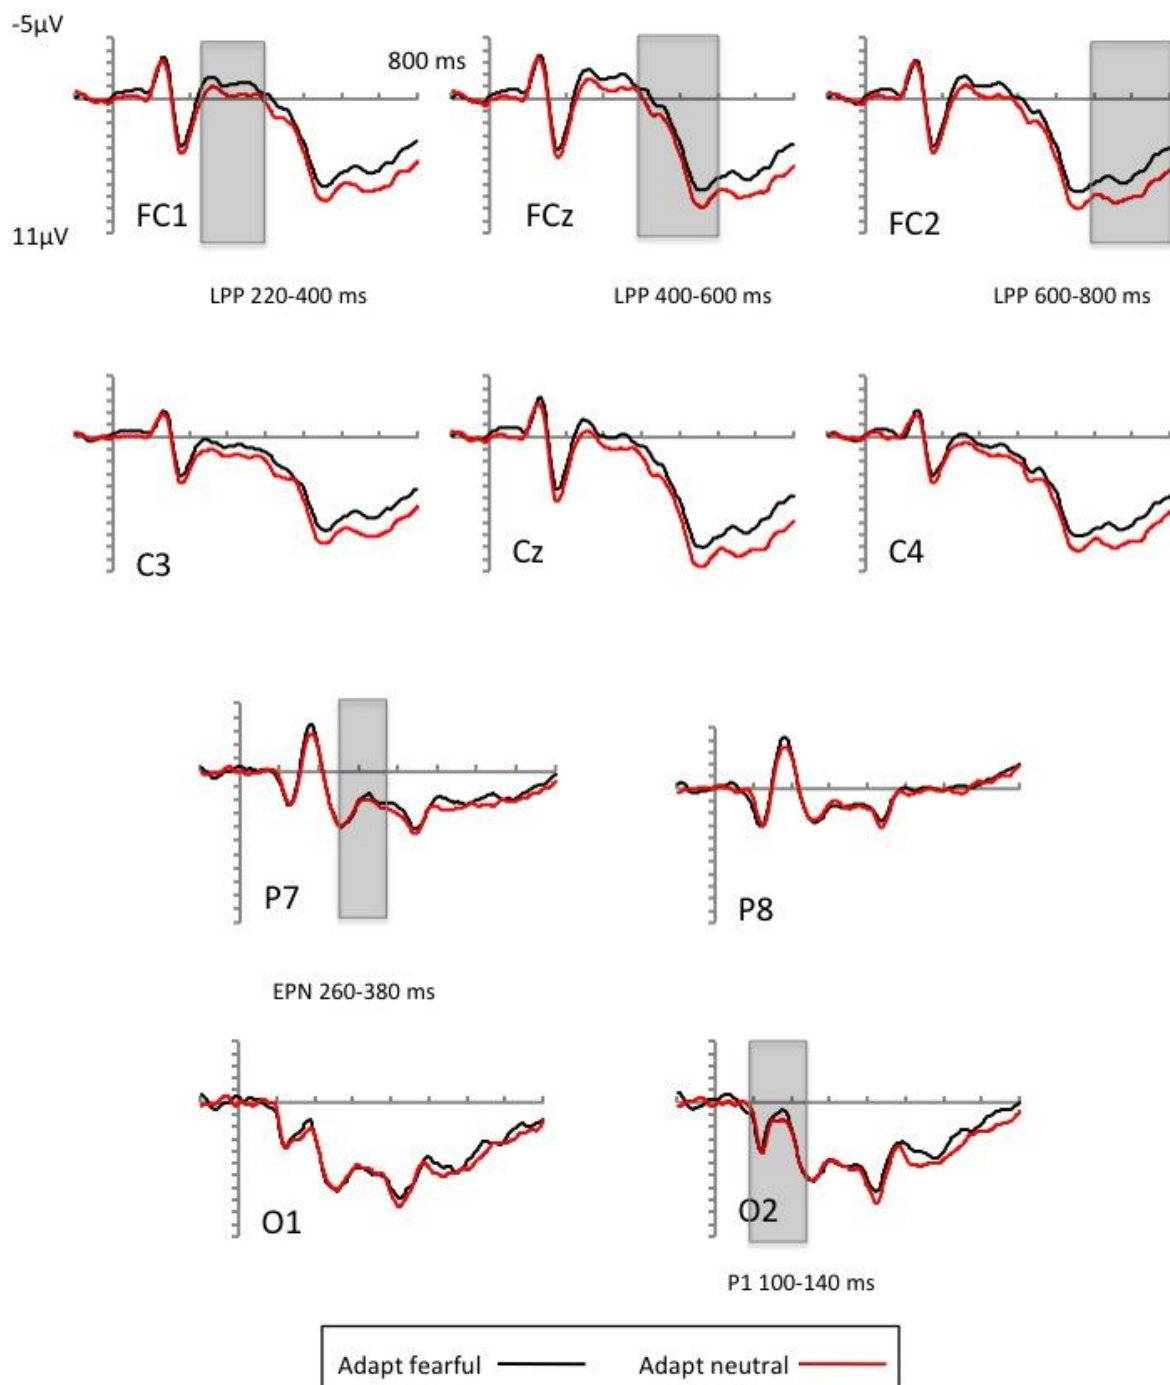 -5µV
800 ms
FC1
FCz
FC2
11µV
LPP 220-400 ms
LPP 400-600 ms
LPP 600-800 ms
C3
Cz
C4
P7
P8
EPN 260-380 ms
O1
O2
P1 100-140 ms
Adapt fearful
Adapt neutral